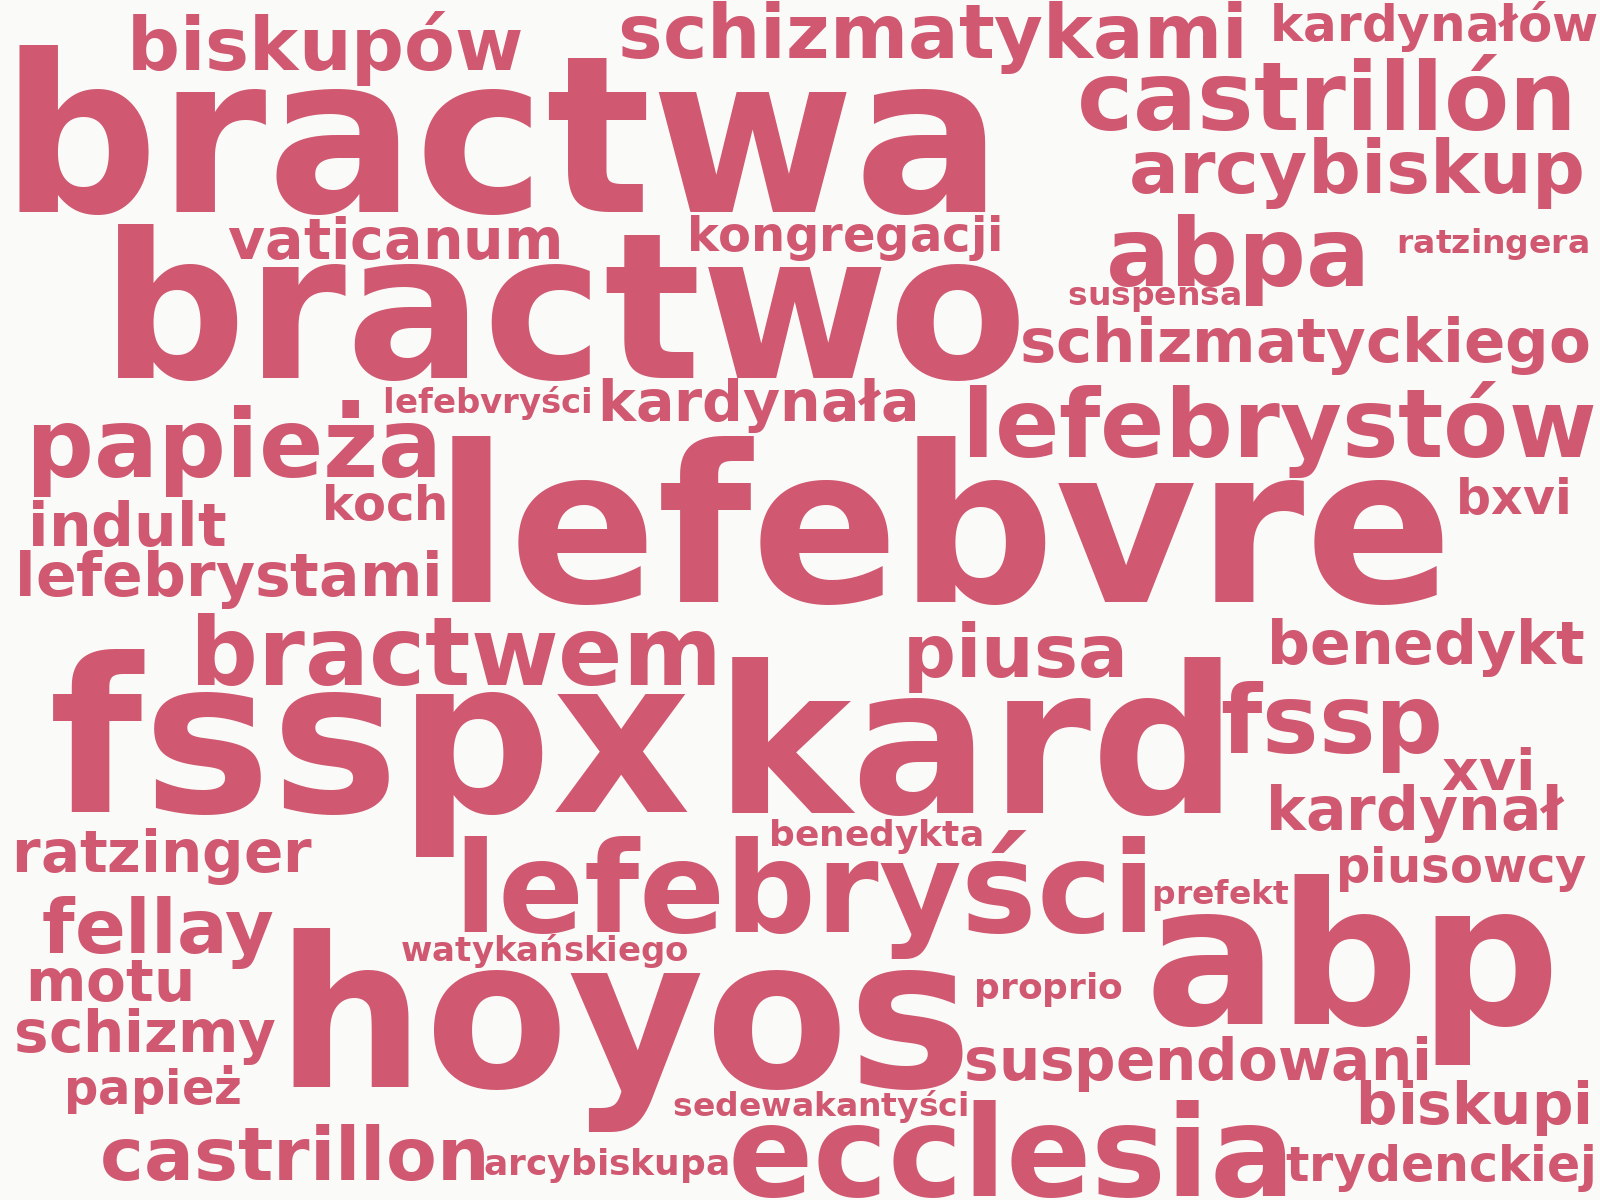 biskupów
schizmatykami
kardynałów
bractwa
castrillón
arcybiskup
vaticanum
kongregacji
abpa
ratzingera
bractwo
suspensa
schizmatyckiego
lefebvryści
kardynała
lefebrystów
papieża
koch
lefebvre
bxvi
indult
lefebrystami
bractwem
piusa
benedykt
fsspx
kard
fssp
xvi
kardynał
benedykta
ratzinger
lefebryści
piusowcy
prefekt
fellay
watykańskiego
abp
motu
hoyos
proprio
schizmy
suspendowani
papież
sedewakantyści
biskupi
castrillon
arcybiskupa
ecclesia
trydenckiej